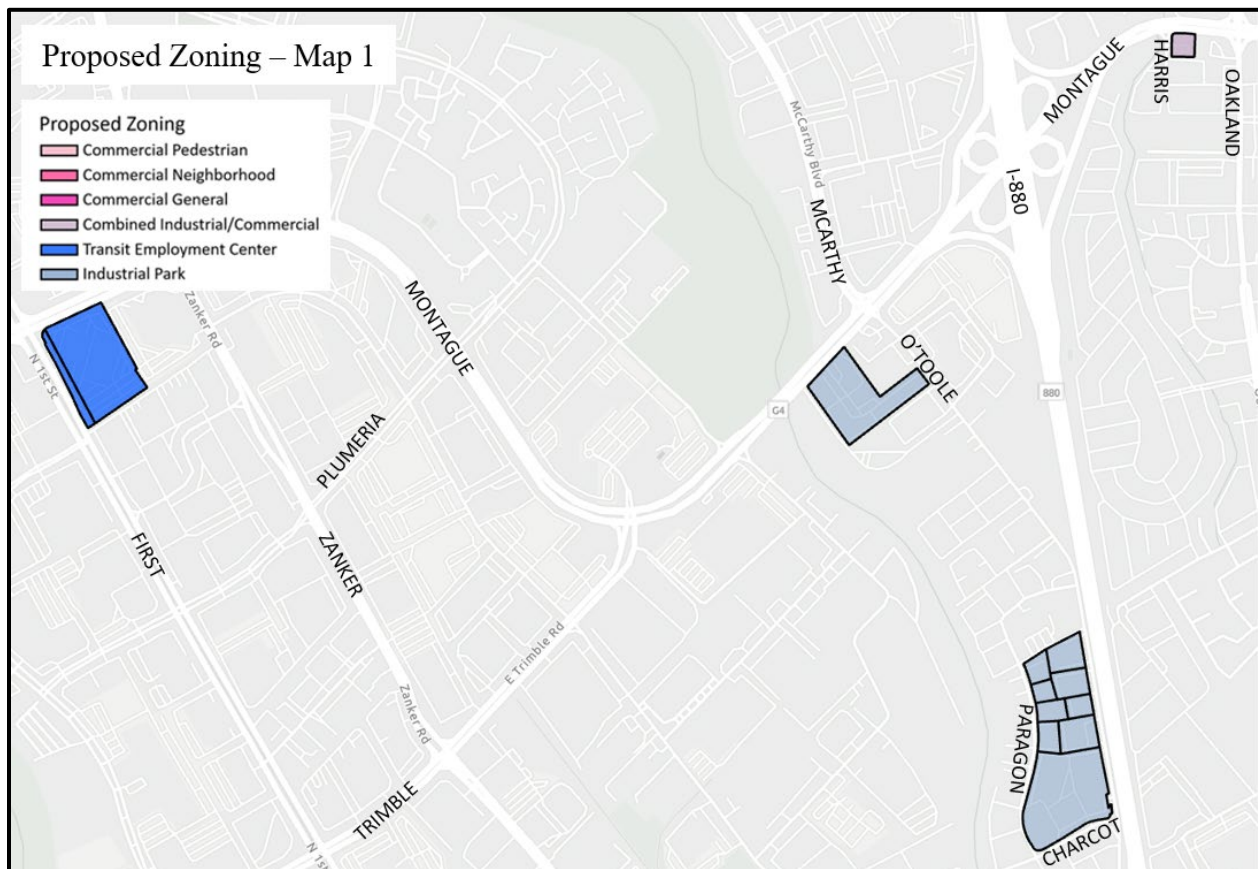 Proposed Zoning – Map 1
Proposed Zoning
Commercial Pedestrian
Commercial Neighborhood
Commercial General
Combined Industrial/Commercial
Transit Employment Center
Industrial Park
MONTAGUE
HARRIS
OAKLAND
I-880
McCarthy Blvd
MCARTHY
Zanker Rd
N 1st St
MONTAGUE
O'TOOLE
G4
880
PLUMERIA
FIRST
ZANKER
E Trimble Rd
Zanker Rd
TRIMBLE
PARAGON
CHARCOT